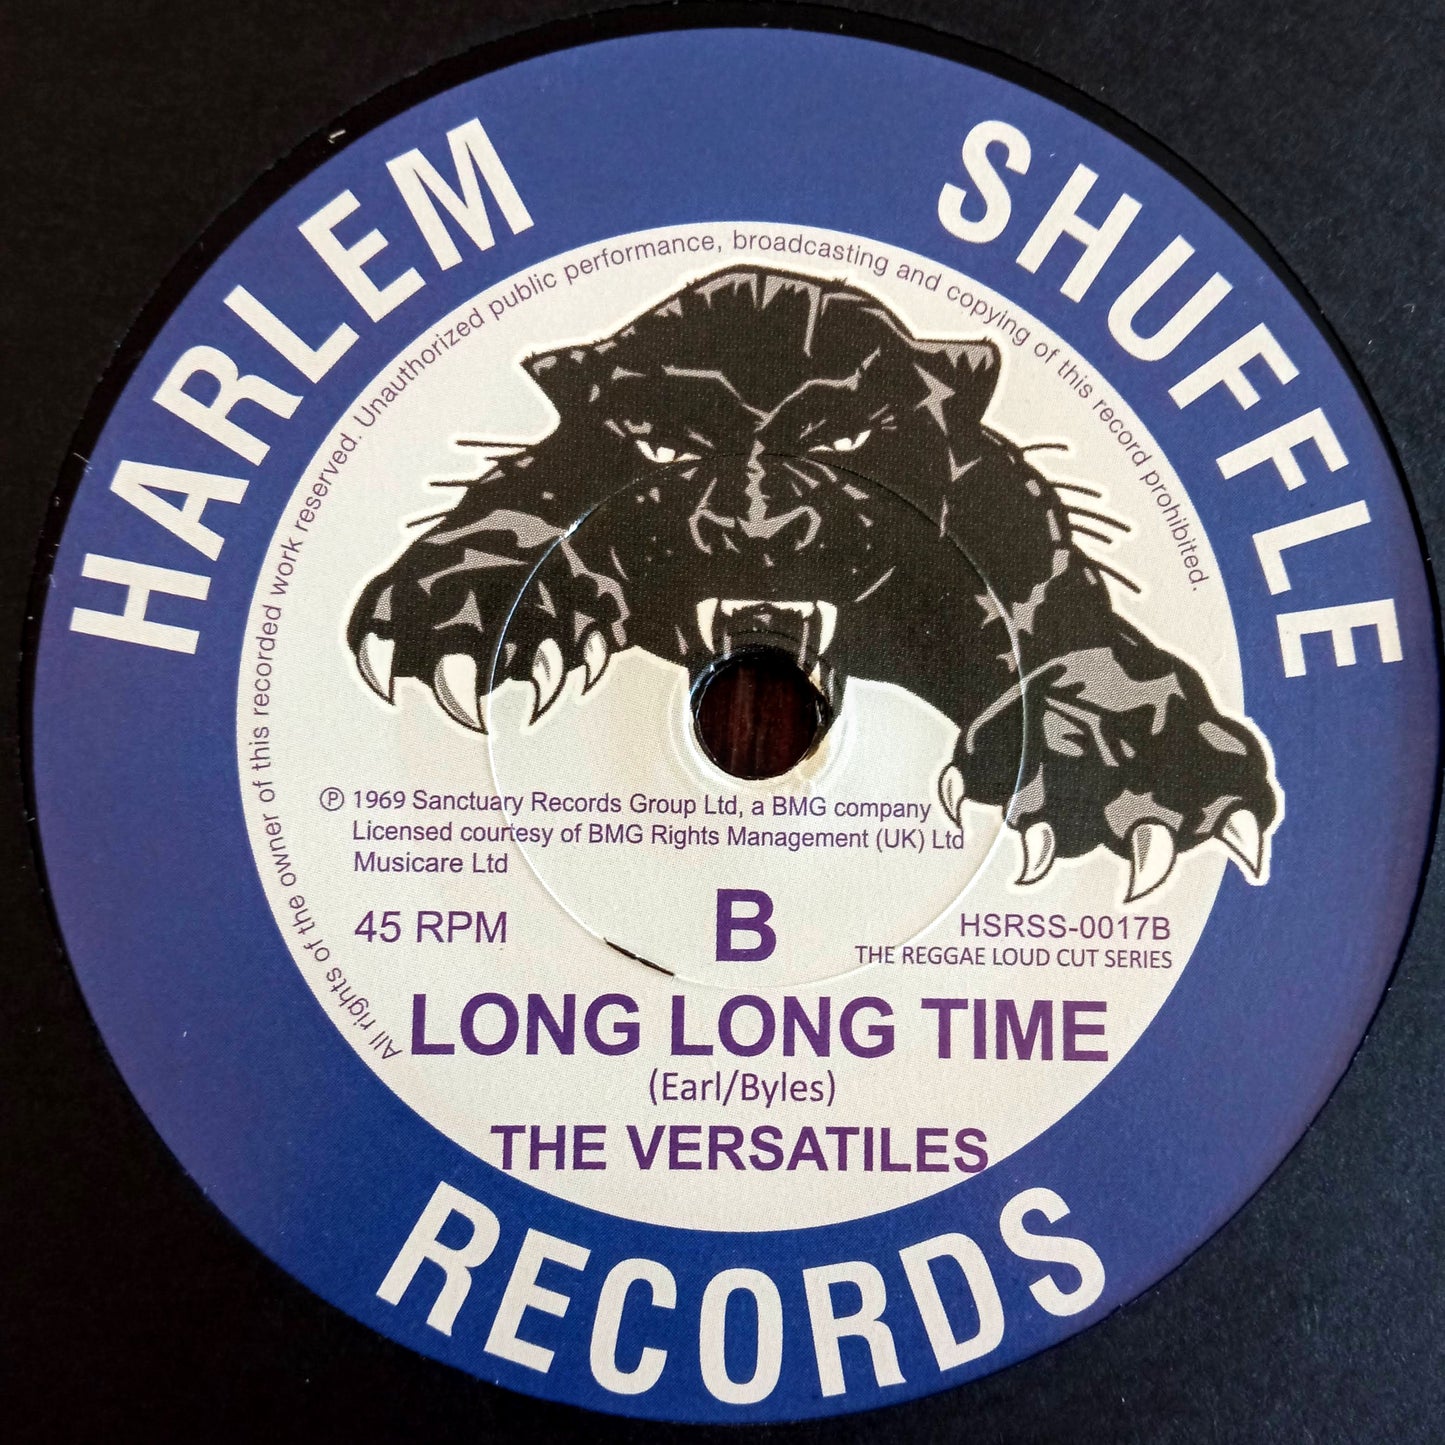 HARLEM SHUFFLE
All rights of the owner of this recorded work reserved. Unauthorized public performance, broadcasting and copying of this record prohibited.
℗ 1969 Sanctuary Records Group Ltd, a BMG company
Licensed courtesy of BMG Rights Management (UK) Ltd
Musicare Ltd
45 RPM
B
HSRSS-0017B
THE REGGAE LOUD CUT SERIES
LONG LONG TIME
(Earl/Byles)
THE VERSATILES
RECORDS